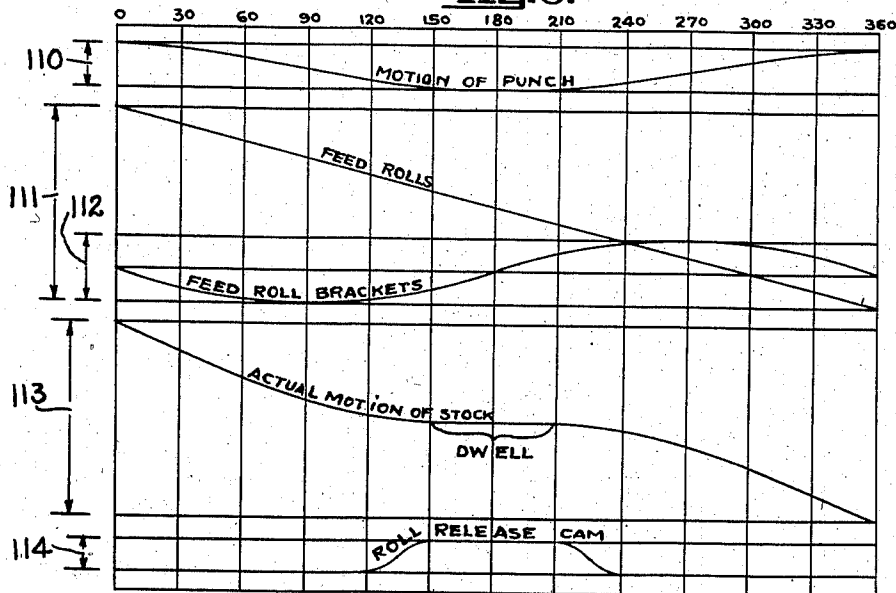 Fig.
0 30 60 90 120 150 180 210 240 270 300 330 360
110
MOTION OF PUNCH
111
FEED ROLLS
112
FEED ROLL BRACKETS
113
ACTUAL MOTION OF STOCK
DWELL
114
ROLL RELEASE CAM